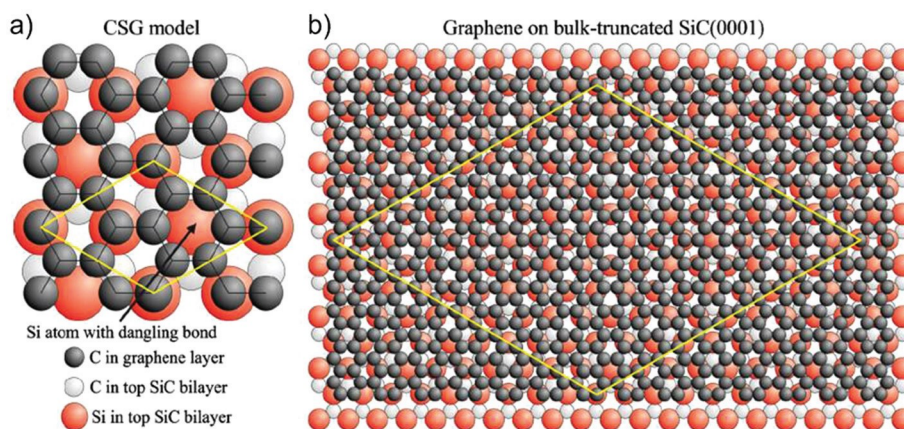 a)
CSG model
Si atom with dangling bond
C in graphene layer
C in top SiC bilayer
Si in top SiC bilayer
b)
Graphene on bulk-truncated SiC(0001)